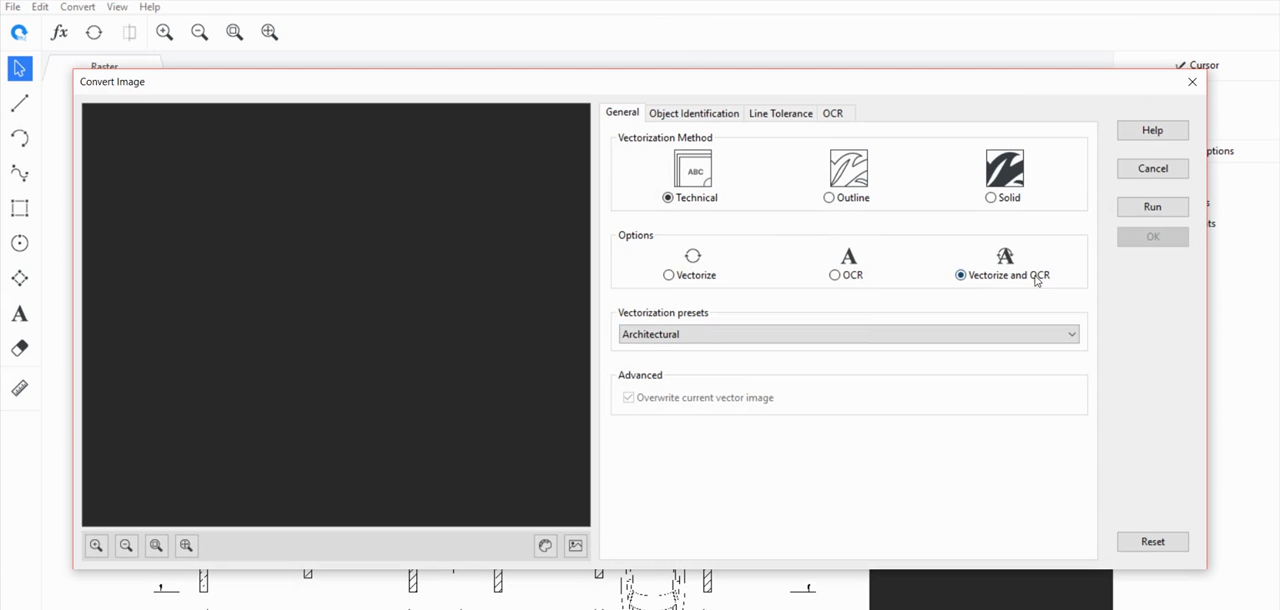 File Edit Convert View Help
fx
Raster
Cursor
Convert Image
General Object Identification Line Tolerance OCR
Help
Vectorization Method
ptions
ABC
Cancel
Technical Outline Solid
s
Run
ts
Options
OK
A A
Vectorize OCR Vectorize and OCR
Vectorization presets
A
Architectural
Advanced
Overwrite current vector image
Reset